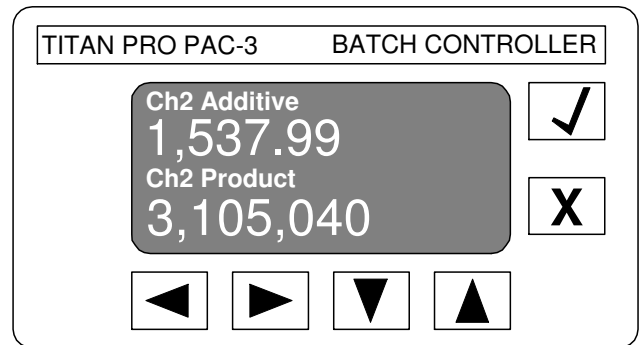 TITAN PRO PAC-3 BATCH CONTROLLER
Ch2 Additive
1,537.99
Ch2 Product
3,105,040
X